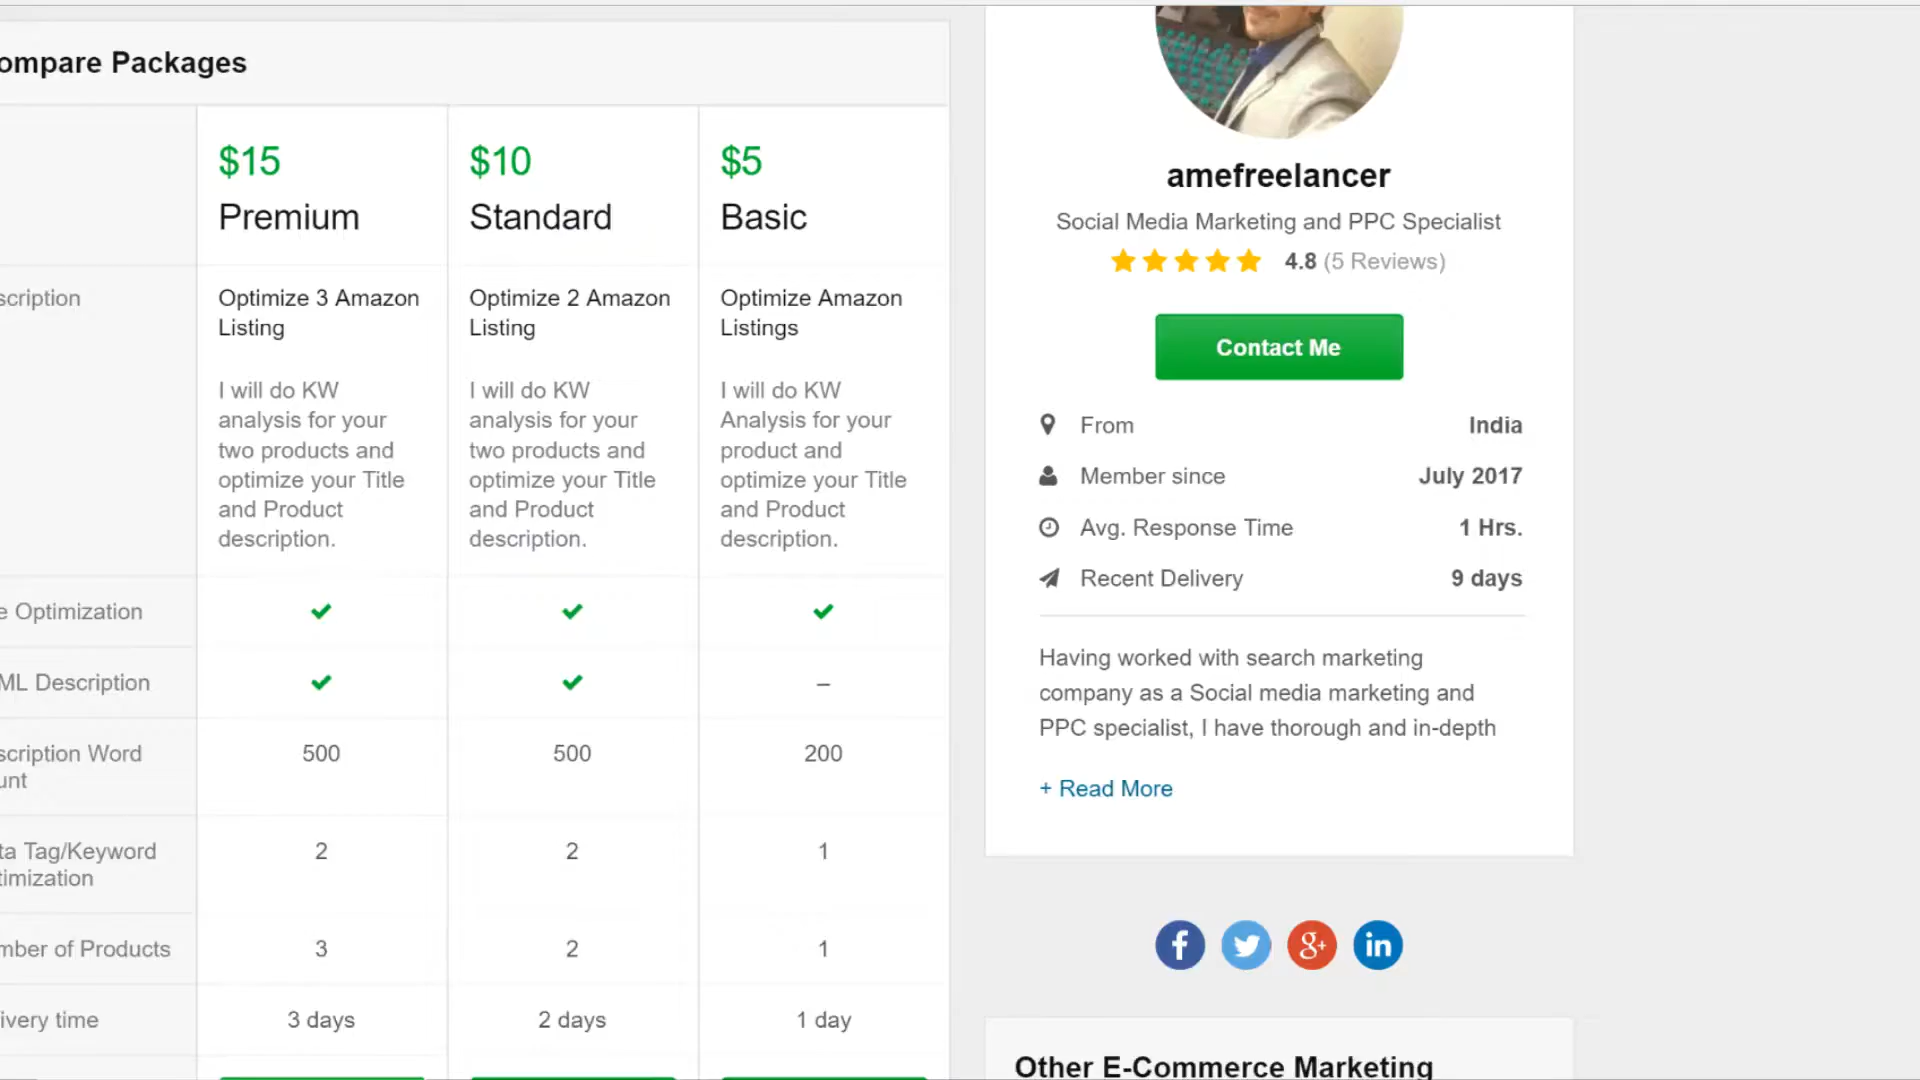 ompare Packages
$15
Premium
$10
Standard
$5
Basic
scription
Optimize 3 Amazon
Listing
I will do KW
analysis for your
two products and
optimize your Title
and Product
description.
Optimize 2 Amazon
Listing
I will do KW
analysis for your
two products and
optimize your Title
and Product
description.
Optimize Amazon
Listings
I will do KW
Analysis for your
product and
optimize your Title
and Product
description.
e Optimization
ML Description
–
scription Word
unt
500
500
200
ta Tag/Keyword
timization
2
2
1
mber of Products
3
2
1
ivery time
3 days
2 days
1 day
amefreelancer
Social Media Marketing and PPC Specialist
4.8 (5 Reviews)
Contact Me
From India
Member since July 2017
Avg. Response Time 1 Hrs.
Recent Delivery 9 days
Having worked with search marketing
company as a Social media marketing and
PPC specialist, I have thorough and in-depth
+ Read More
f
g+
in
Other E-Commerce Marketing